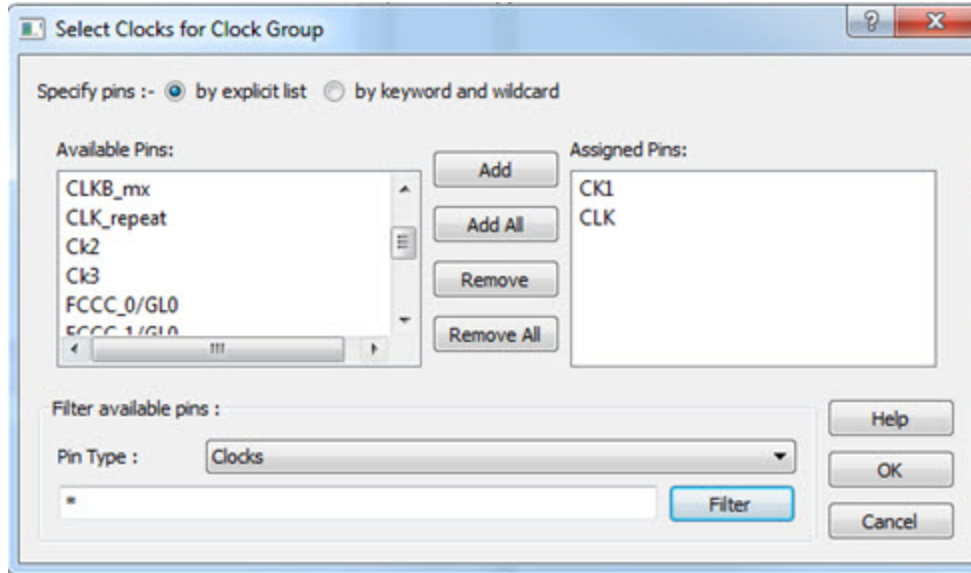 Select Clocks for Clock Group
Specify pins :- by explicit list by keyword and wildcard
Available Pins:
CLKB_mx
CLK_repeat
Ck2
Ck3
FCCC_0/GL0
FCCC_1/GL0
Add
Add All
Remove
Remove All
Assigned Pins:
CK1
CLK
Filter available pins :
Pin Type : Clocks
*
Filter
Help
OK
Cancel